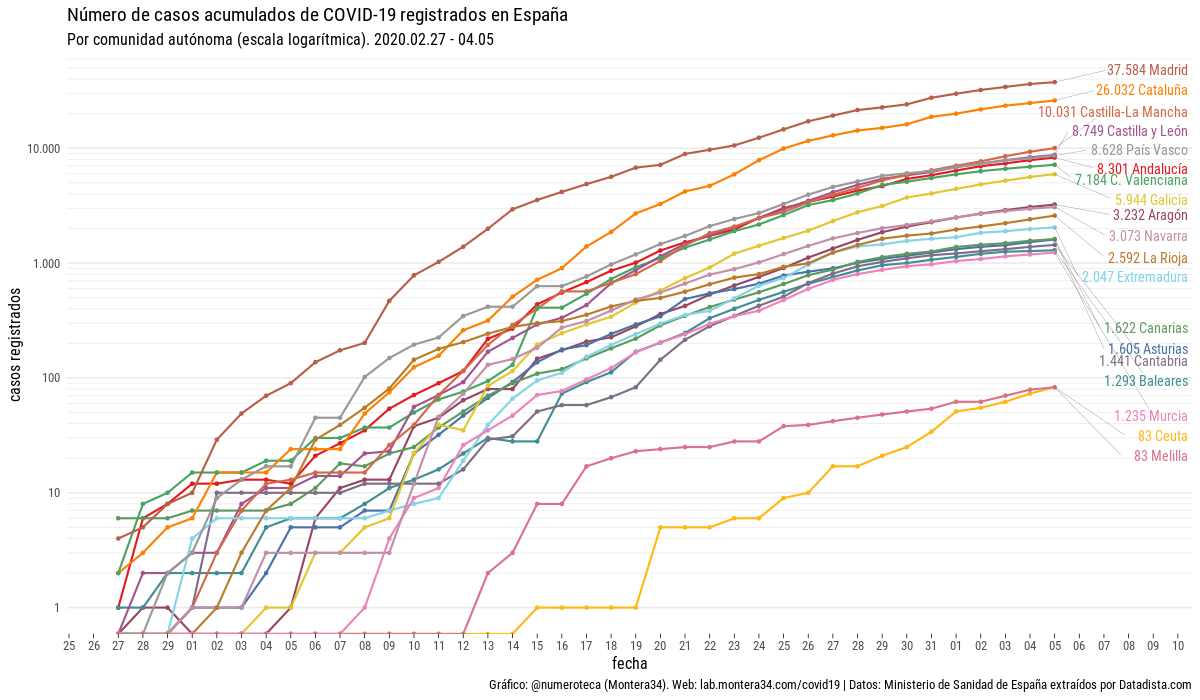 Número de casos acumulados de COVID-19 registrados en España
Por comunidad autónoma (escala logarítmica). 2020.02.27 - 04.05
37.584 Madrid
26.032 Cataluña
10.031 Castilla-La Mancha
8.749 Castilla y León
8.628 País Vasco
8.301 Andalucía
7.184 C. Valenciana
5.944 Galicia
3.232 Aragón
3.073 Navarra
2.592 La Rioja
2.047 Extremadura
1.622 Canarias
1.605 Asturias
1.441 Cantabria
1.293 Baleares
1.235 Murcia
83 Ceuta
83 Melilla
casos registrados
10.000
1.000
100
10
1
25 26 27 28 29 01 02 03 04 05 06 07 08 09 10 11 12 13 14 15 16 17 18 19 20 21 22 23 24 25 26 27 28 29 30 31 01 02 03 04 05 06 07 08 09 10
fecha
Gráfico: @numeroteca (Montera34). Web: lab.montera34.com/covid19 | Datos: Ministerio de Sanidad de España extraídos por Datadista.com